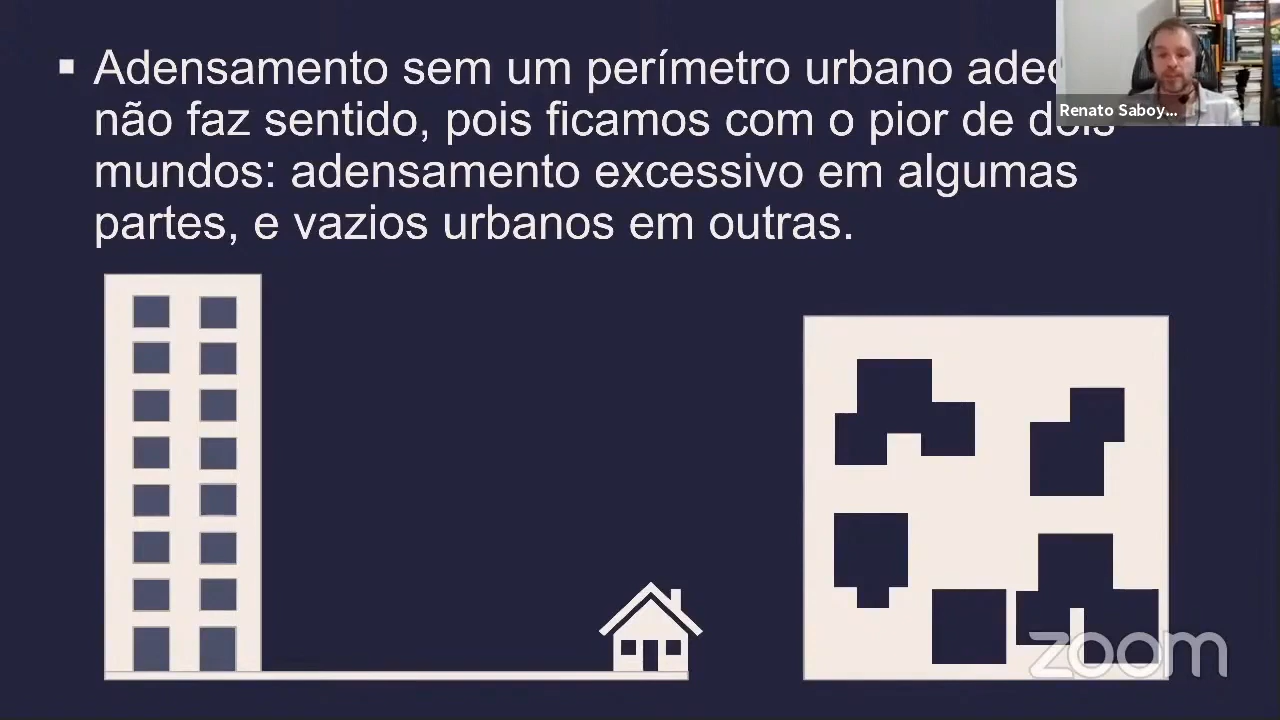 ▪ Adensamento sem um perímetro urbano
não faz sentido, pois ficamos com o pior de dois
mundos: adensamento excessivo em algumas
partes, e vazios urbanos em outras.
Renato Saboy...
zoom